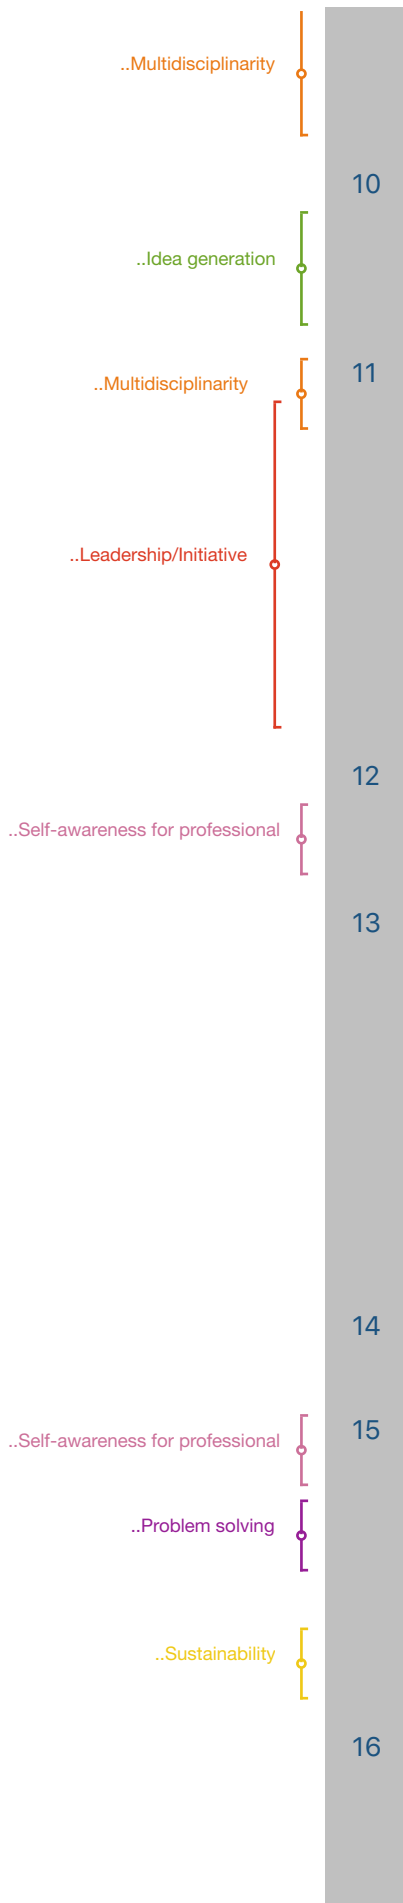 ..Multidisciplinarity
10
..Idea generation
11
..Multidisciplinarity
..Leadership/Initiative
12
..Self-awareness for professional
13
14
15
..Self-awareness for professional
..Problem solving
..Sustainability
16